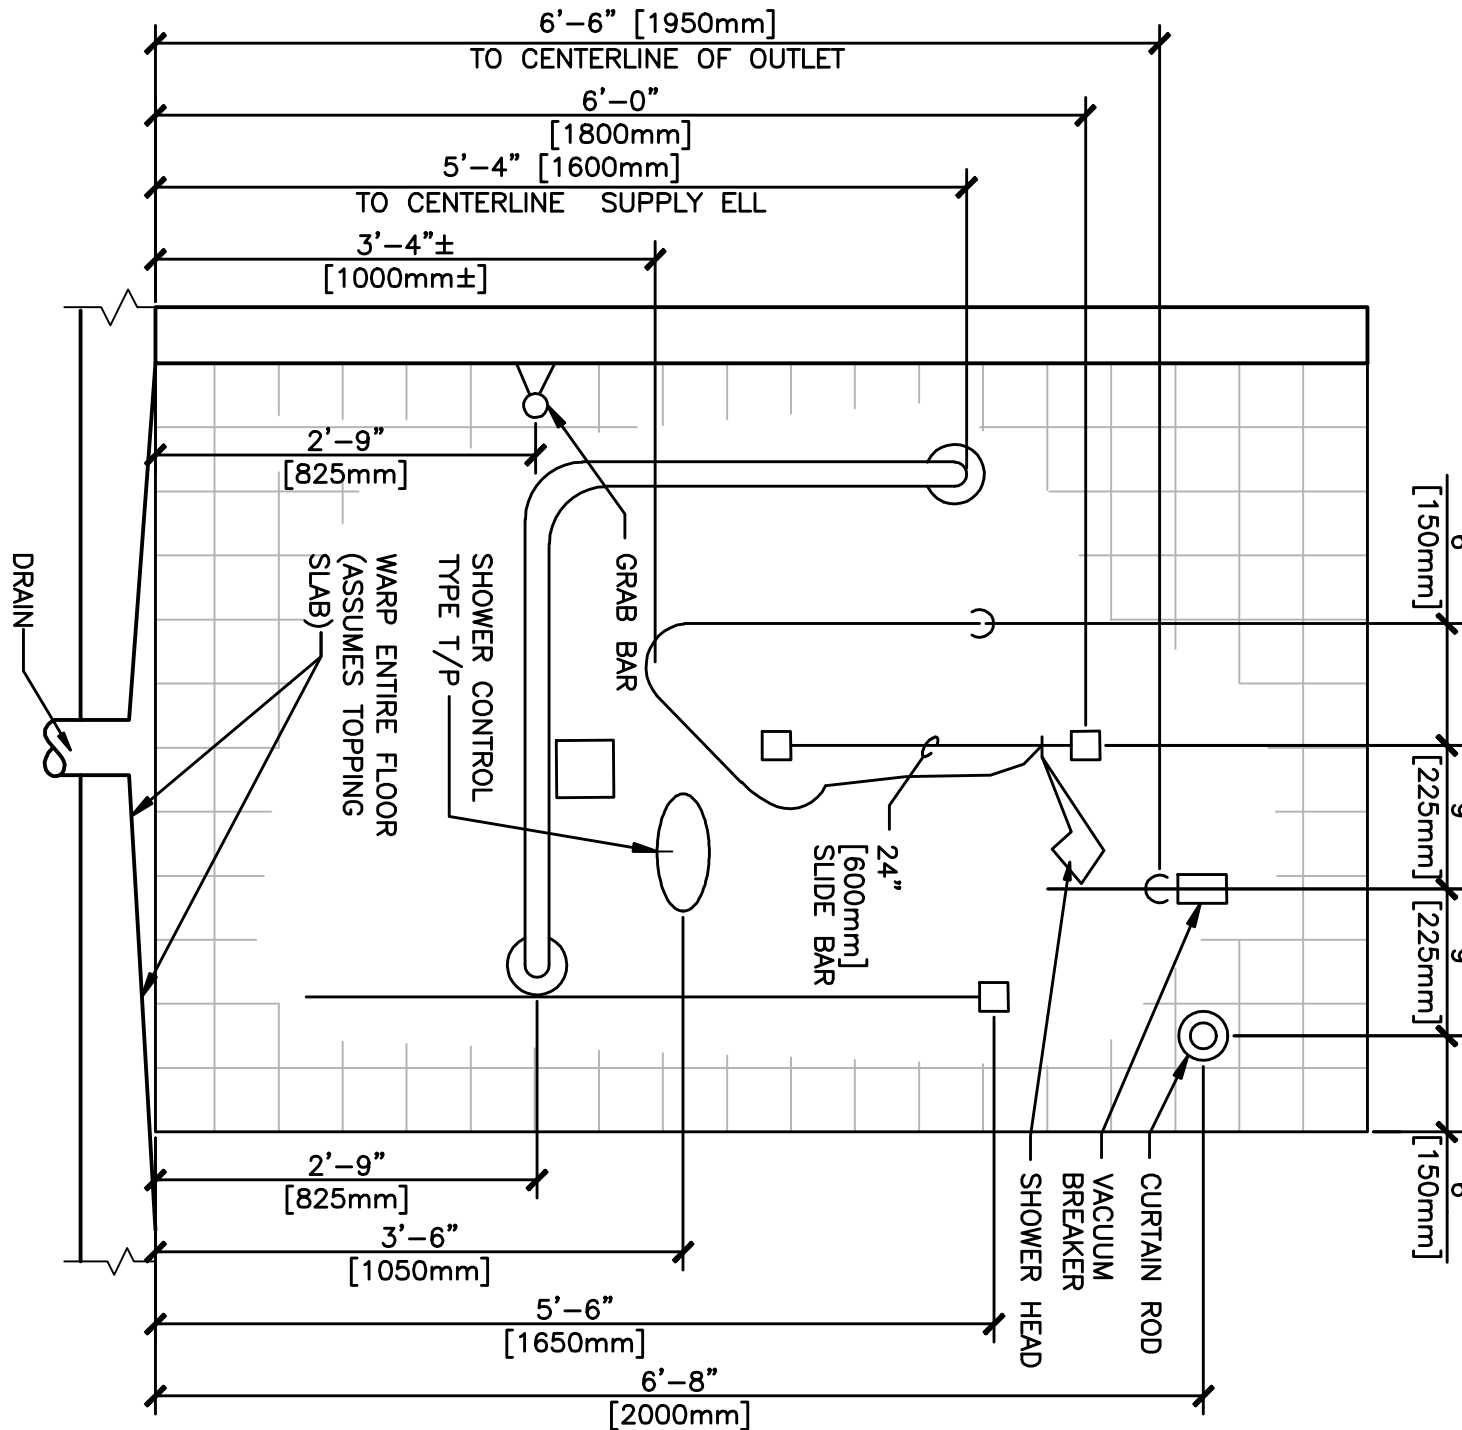 6'-6" [1950mm]
TO CENTERLINE OF OUTLET
6'-0"
[1800mm]
5'-4" [1600mm]
TO CENTERLINE SUPPLY ELL
3'-4"±
[1000mm±]
2'-9"
[825mm]
[150mm]
[225mm]
[225mm]
[150mm]
GRAB BAR
SHOWER CONTROL
TYPE T/P
WARP ENTIRE FLOOR
(ASSUMES TOPPING
SLAB)
DRAIN
24"
[600mm]
SLIDE BAR
CURTAIN ROD
VACUUM
BREAKER
SHOWER HEAD
2'-9"
[825mm]
3'-6"
[1050mm]
5'-6"
[1650mm]
6'-8"
[2000mm]